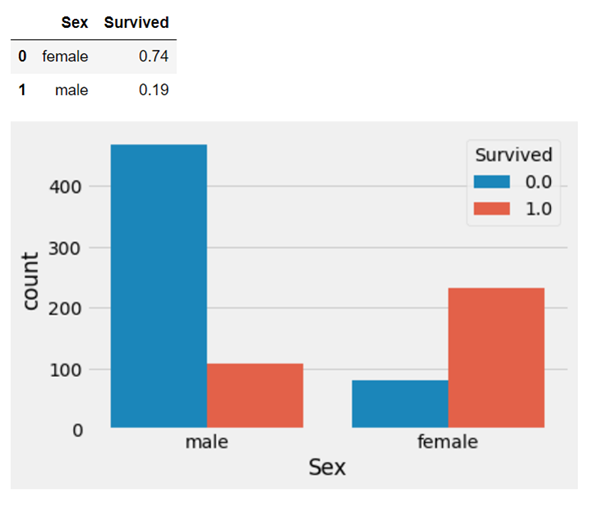 Sex Survived
0 female 0.74
1 male 0.19
Survived
0.0
1.0
400
300
200
100
0
count
male female
Sex